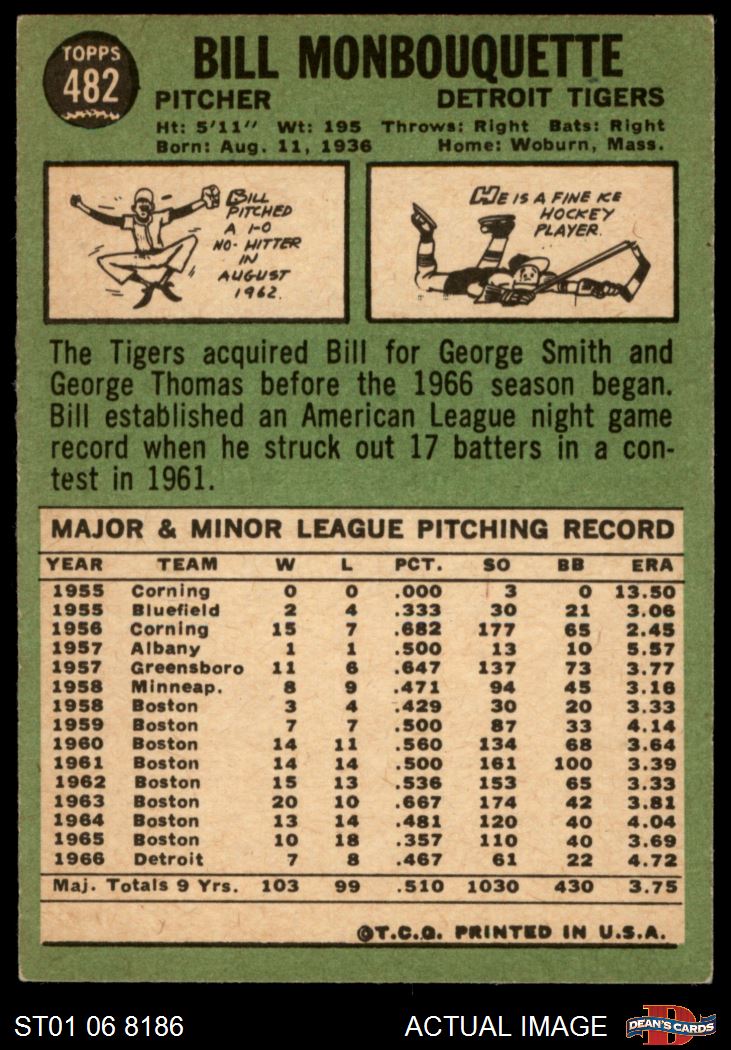 TOPPS
482
BILL MONBOUQUETTE
PITCHER DETROIT TIGERS
Ht: 5'11" Wt: 195 Throws: Right Bats: Right
Born: Aug. 11, 1936 Home: Woburn, Mass.
BILL
PITCHED
A 1-0
NO-HITTER
IN
AUGUST
1962.
HE IS A FINE ICE
HOCKEY
PLAYER.
The Tigers acquired Bill for George Smith and
George Thomas before the 1966 season began.
Bill established an American League night game
record when he struck out 17 batters in a con-
test in 1961.
MAJOR & MINOR LEAGUE PITCHING RECORD
YEAR TEAM W L PCT. SO BB ERA
1955 Corning 0 0 .000 3 0 13.50
1955 Bluefield 2 4 .333 30 21 3.06
1956 Corning 15 7 .682 177 65 2.45
1957 Albany 1 1 .500 13 10 5.57
1957 Greensboro 11 6 .647 137 73 3.77
1958 Minneap. 8 9 .471 94 45 3.16
1958 Boston 3 4 .429 30 20 3.33
1959 Boston 7 7 .500 87 33 4.14
1960 Boston 14 11 .560 134 68 3.64
1961 Boston 14 14 .500 161 100 3.39
1962 Boston 15 13 .536 153 65 3.33
1963 Boston 20 10 .667 174 42 3.81
1964 Boston 13 14 .481 120 40 4.04
1965 Boston 10 18 .357 110 40 3.69
1966 Detroit 7 8 .467 61 22 4.72
Maj. Totals 9 Yrs. 103 99 .510 1030 430 3.75
©T.C.G. PRINTED IN U.S.A.
ST01 06 8186 ACTUAL IMAGE
D
DEAN'S CARDS